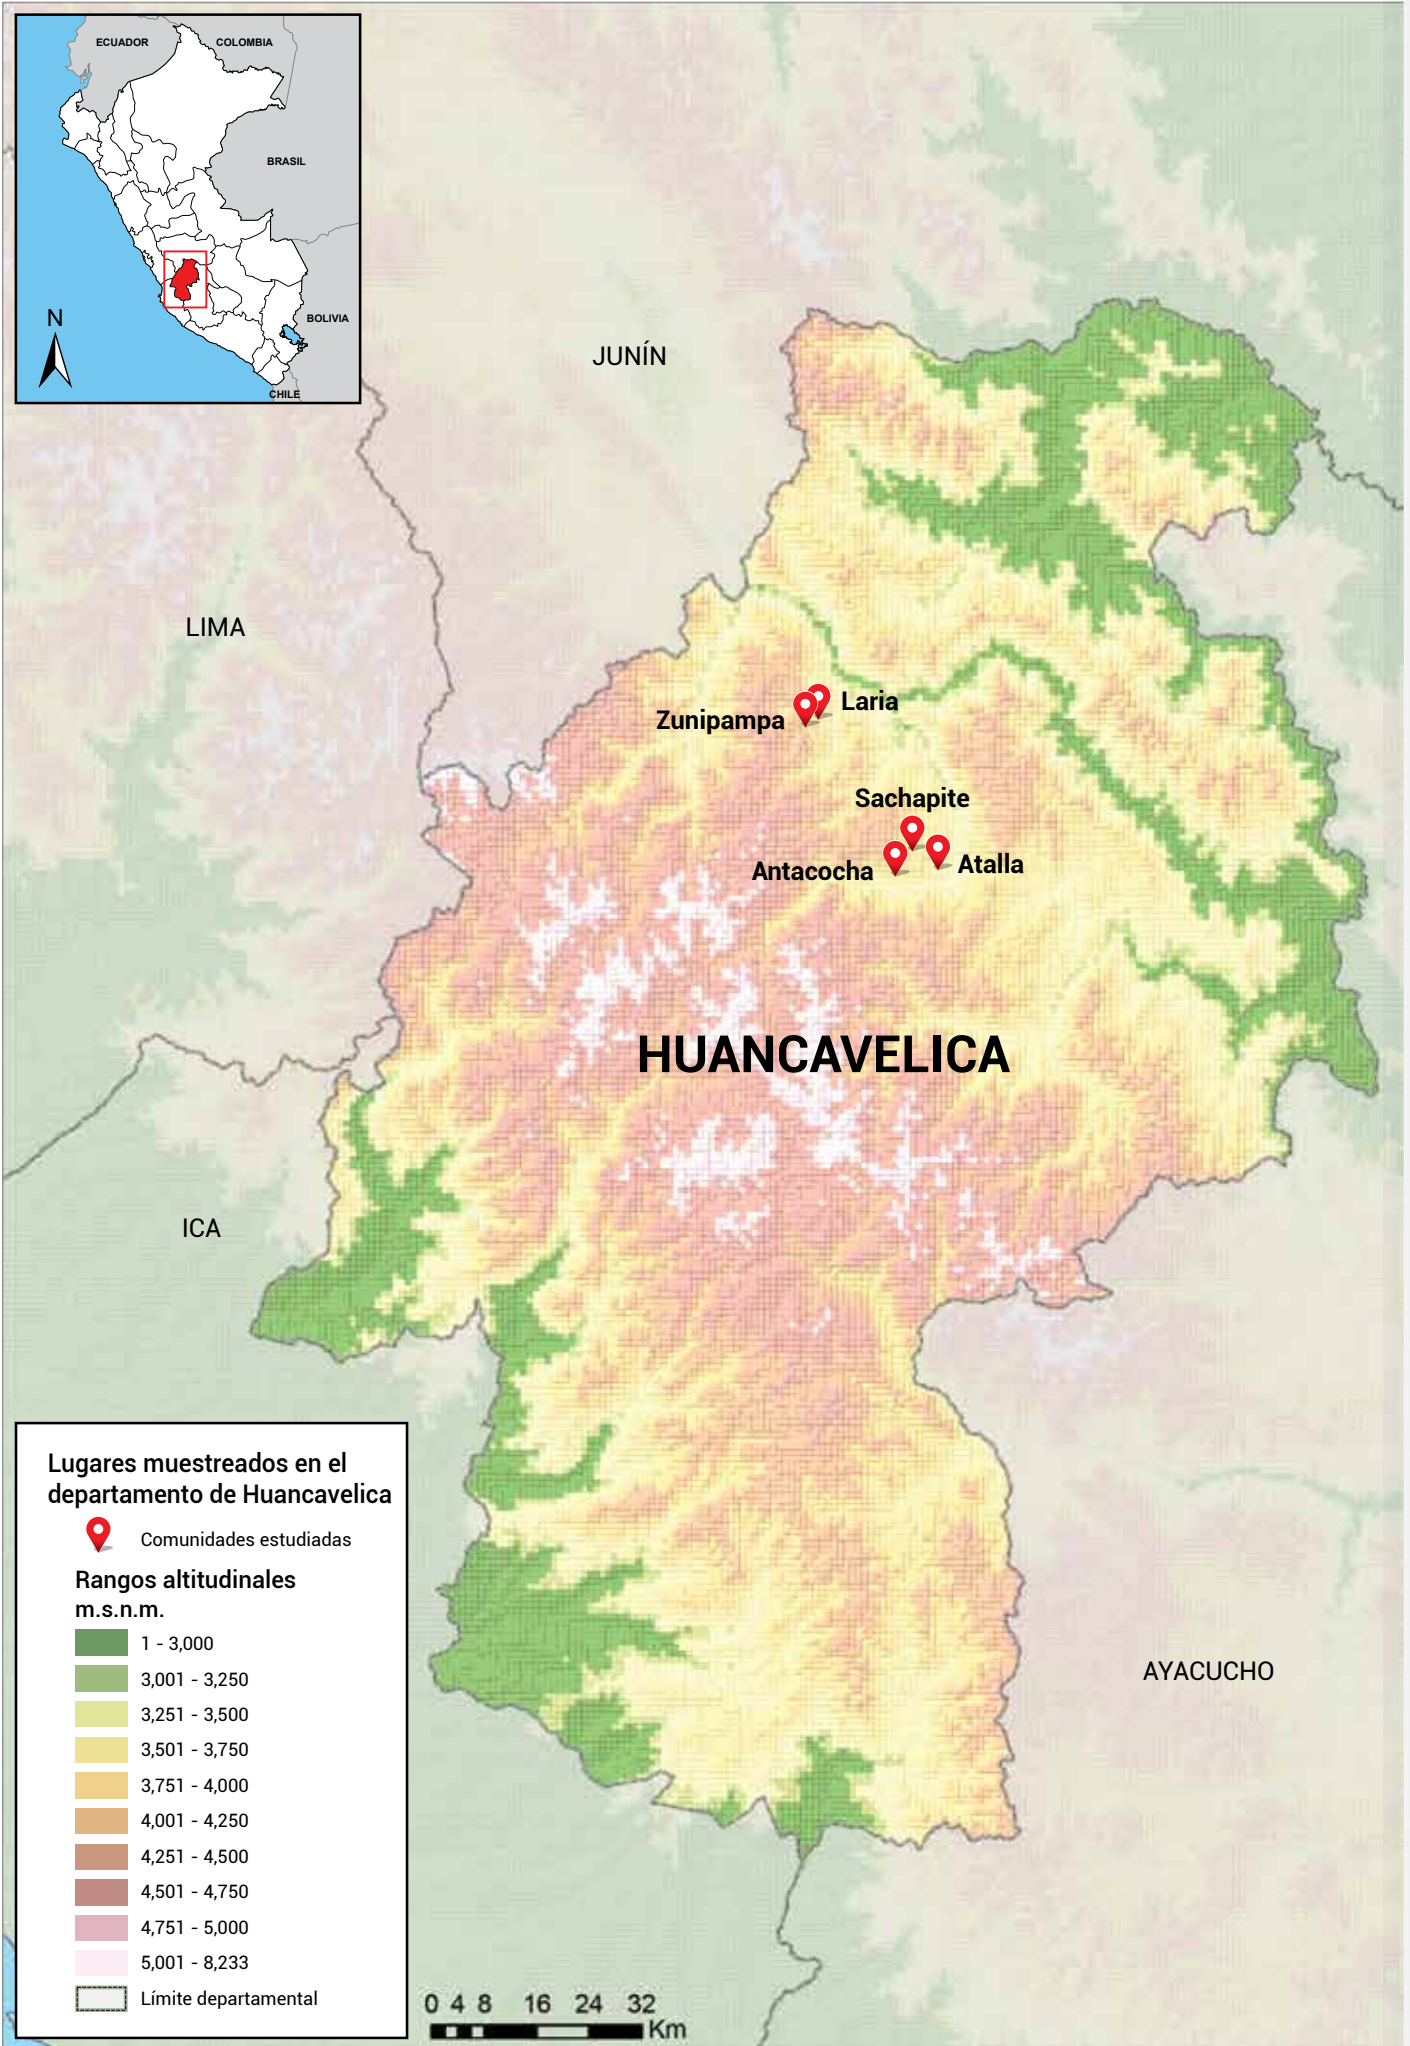 ECUADOR
COLOMBIA
BRASIL
BOLIVIA
CHILE
N
JUNÍN
LIMA
Laria
Zunipampa
Sachapite
Atalla
Antacocha
HUANCAVELICA
ICA
AYACUCHO
Lugares muestreados en el
departamento de Huancavelica
Comunidades estudiadas
Rangos altitudinales
m.s.n.m.
1 - 3,000
3,001 - 3,250
3,251 - 3,500
3,501 - 3,750
3,751 - 4,000
4,001 - 4,250
4,251 - 4,500
4,501 - 4,750
4,751 - 5,000
5,001 - 8,233
Límite departamental
0 4 8 16 24 32
Km